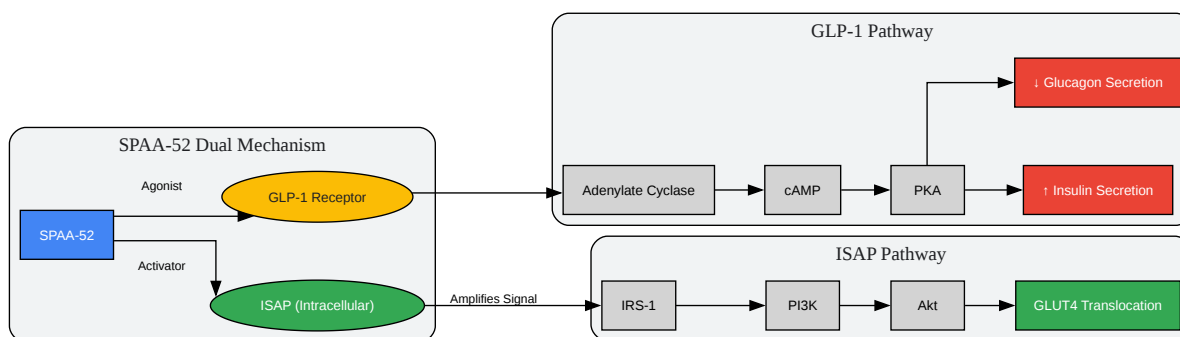 GLP-1 Pathway
↓ Glucagon Secretion
SPAA-52 Dual Mechanism
Agonist
GLP-1 Receptor
Adenylate Cyclase
cAMP
PKA
↑ Insulin Secretion
SPAA-52
Activator
ISAP (Intracellular)
Amplifies Signal
ISAP Pathway
IRS-1
PI3K
Akt
GLUT4 Translocation